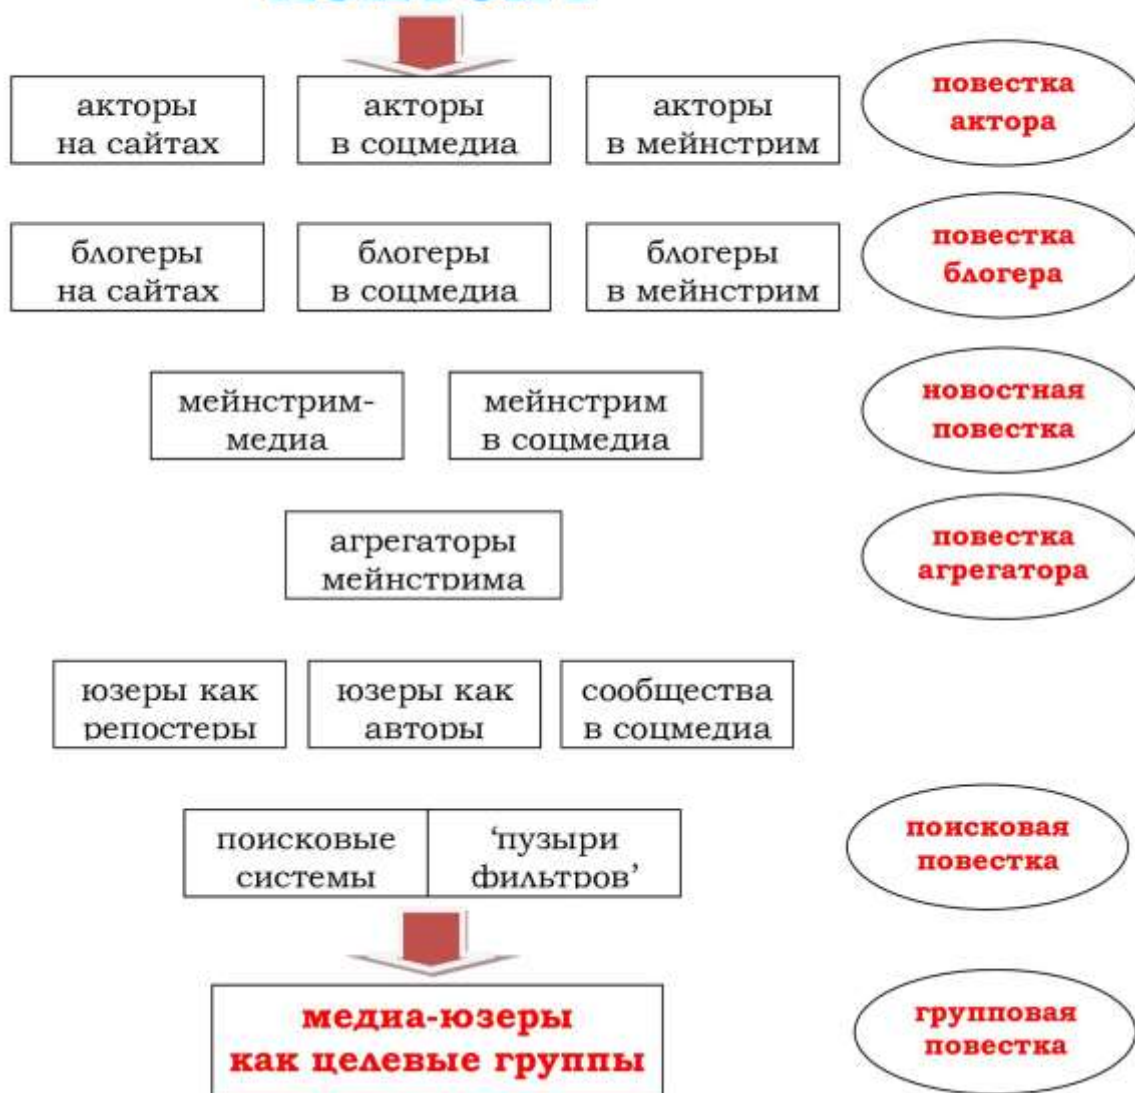 акторы
на сайтах
акторы
в соцмедиа
акторы
в мейнстрим
повестка
актора
блогеры
на сайтах
блогеры
в соцмедиа
блогеры
в мейнстрим
повестка
блогера
мейнстрим-
медиа
мейнстрим
в соцмедиа
новостная
повестка
агрегаторы
мейнстрима
повестка
агрегатора
юзеры как
репостеры
юзеры как
авторы
сообщества
в соцмедиа
поисковые
системы
‘пузыри
фильтров’
поисковая
повестка
медиа-юзеры
как целевые группы
групповая
повестка